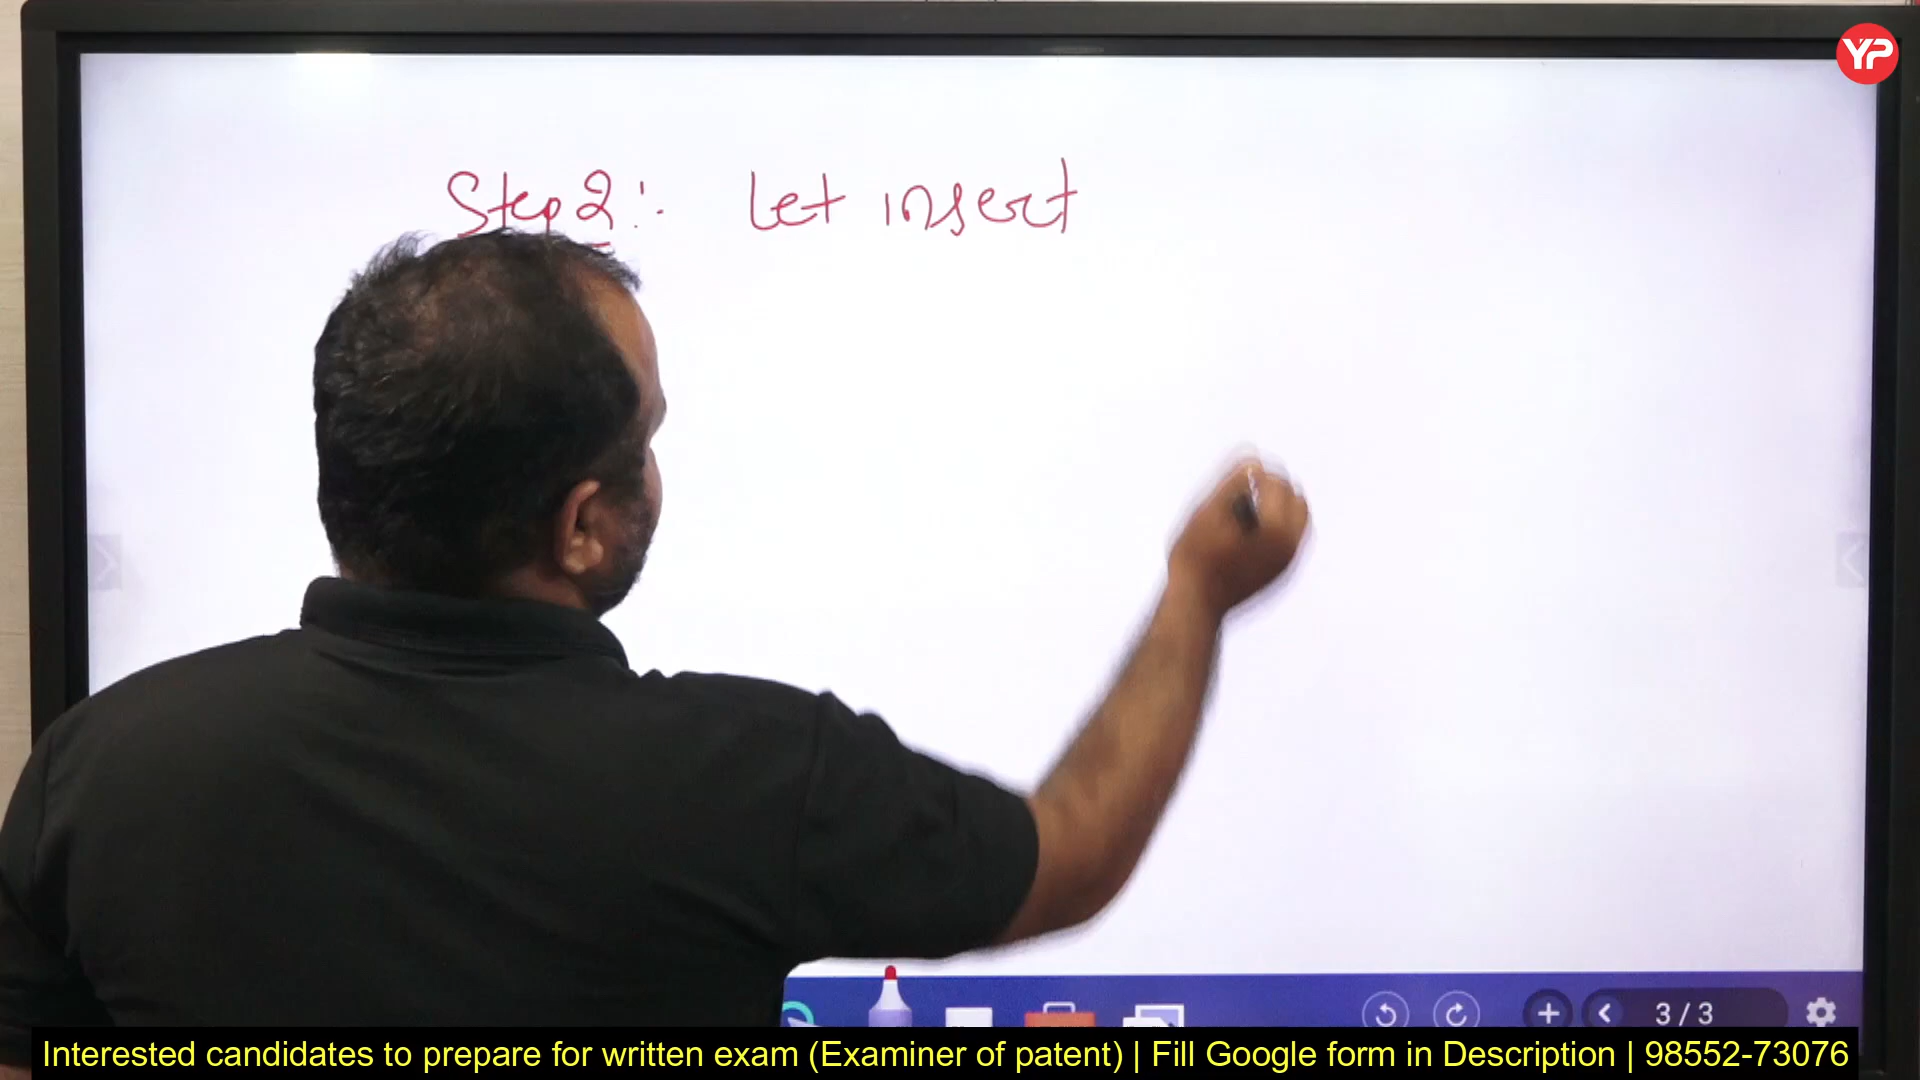 YP
Step 2:- Let insert
3/3
Interested candidates to prepare for written exam (Examiner of patent) | Fill Google form in Description | 98552-73076